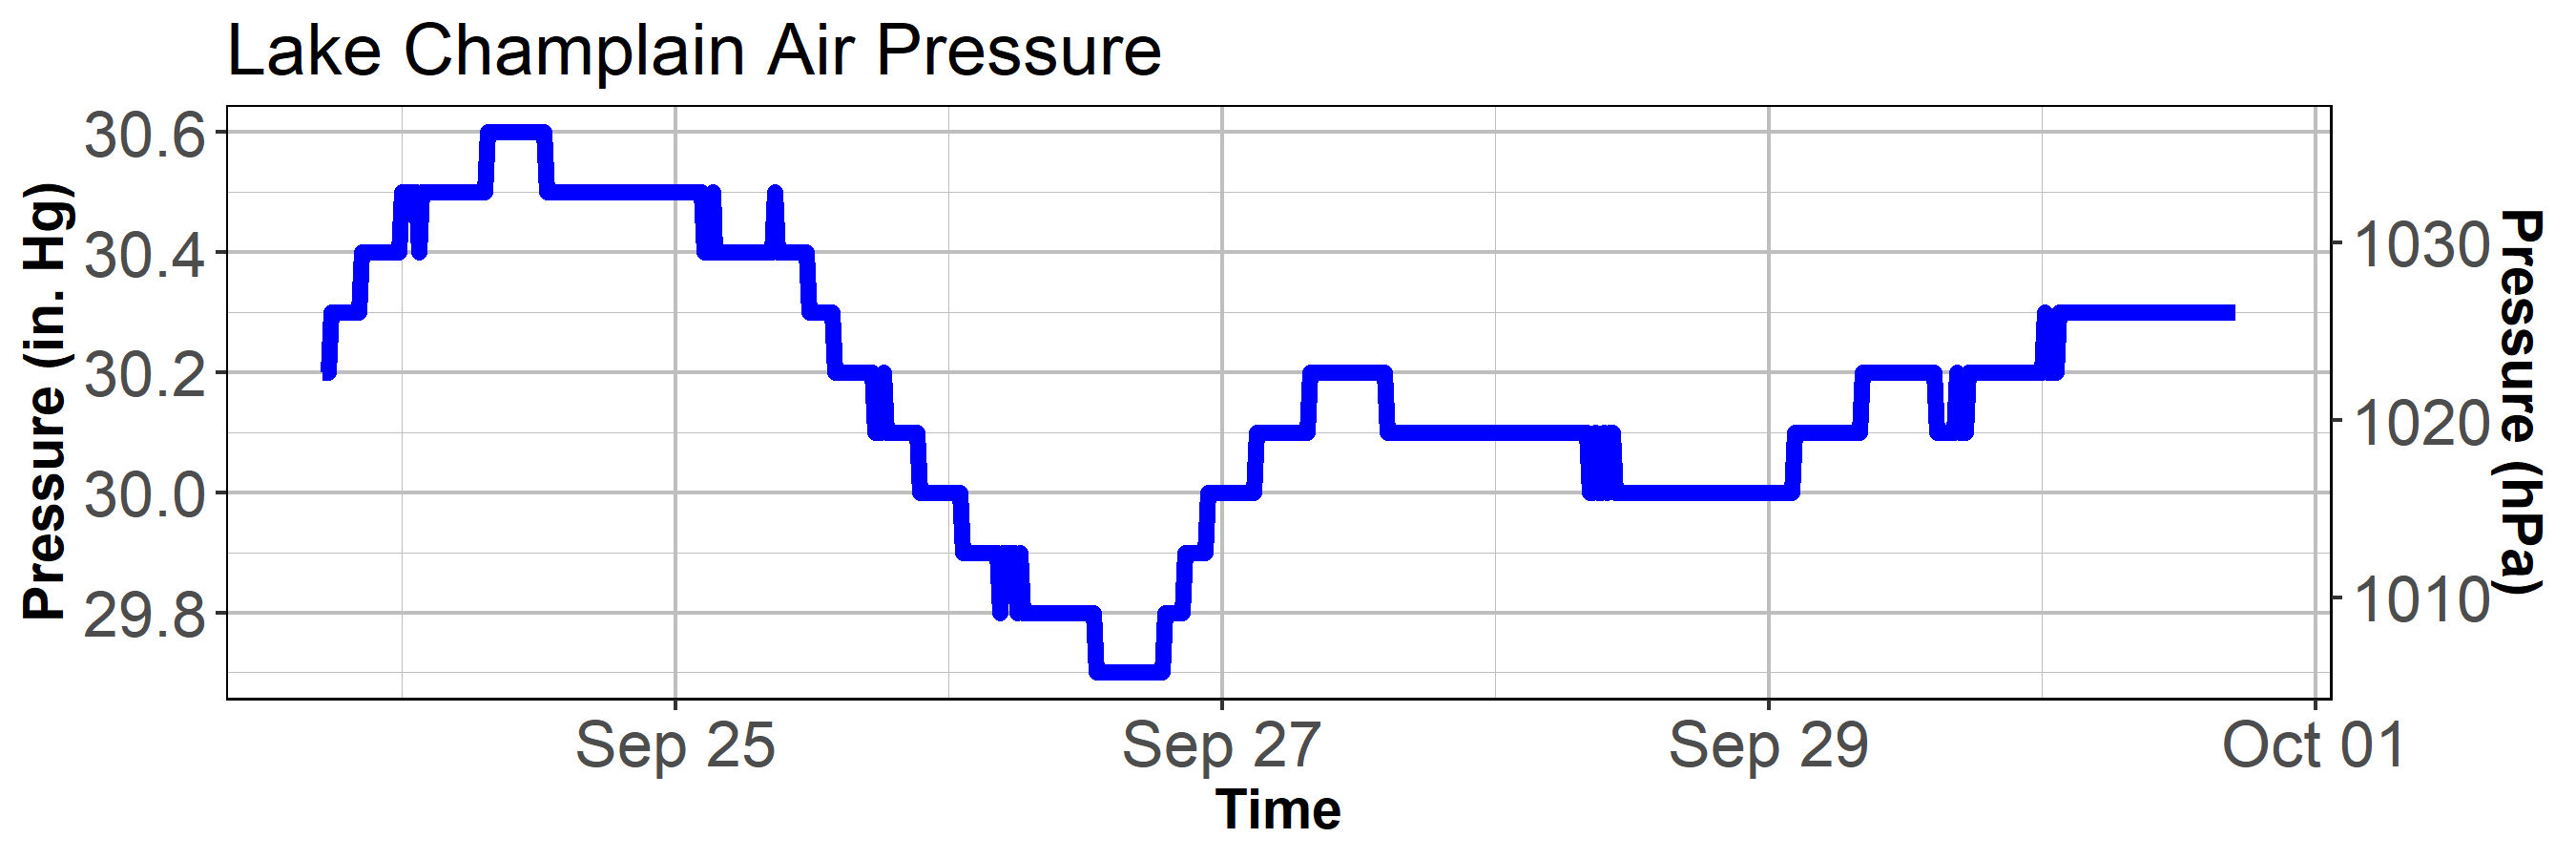 Lake Champlain Air Pressure
Pressure (in. Hg)
30.6
30.4
30.2
30.0
29.8
1030
1020
1010
Pressure (hPa)
Sep 25 Sep 27 Sep 29 Oct 01
Time